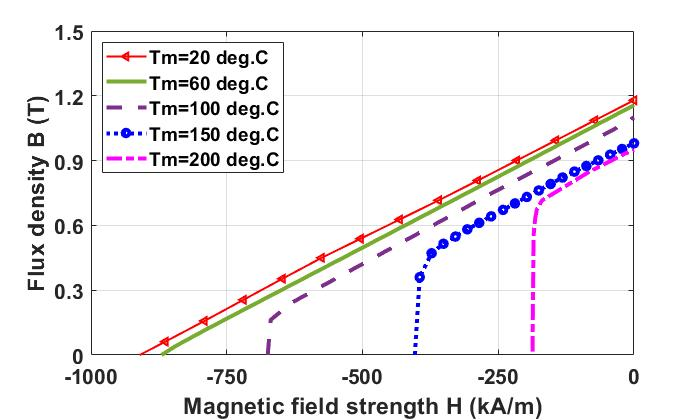 1.5
1.2
0.9
0.6
0.3
0
Flux density B (T)
Tm=20 deg.C
Tm=60 deg.C
Tm=100 deg.C
Tm=150 deg.C
Tm=200 deg.C
-1000 -750 -500 -250 0
Magnetic field strength H (kA/m)